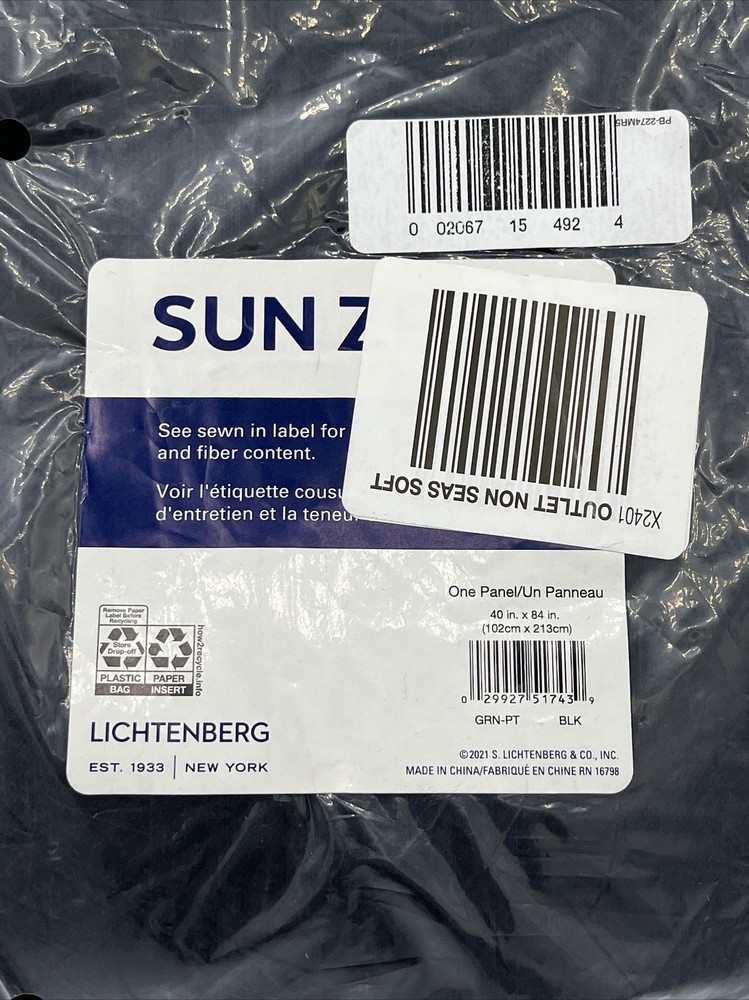 PB-2274MRS
0 02067 15 492 4
SUN Z
X2401 OUTLET NON SEAS SOFT
See sewn in label for
and fiber content.
Voir l'étiquette cousu
d'entretien et la teneu
One Panel/Un Panneau
40 in. x 84 in.
(102cm x 213cm)
0 29927 51743 9
GRN-PT BLK
Remove Paper
Label Before
Recycling
Store
Drop-off
PLASTIC PAPER
BAG INSERT
how2recycle.info
LICHTENBERG
EST. 1933 | NEW YORK
©2021 S. LICHTENBERG & CO., INC.
MADE IN CHINA/FABRIQUÉ EN CHINE RN 16798